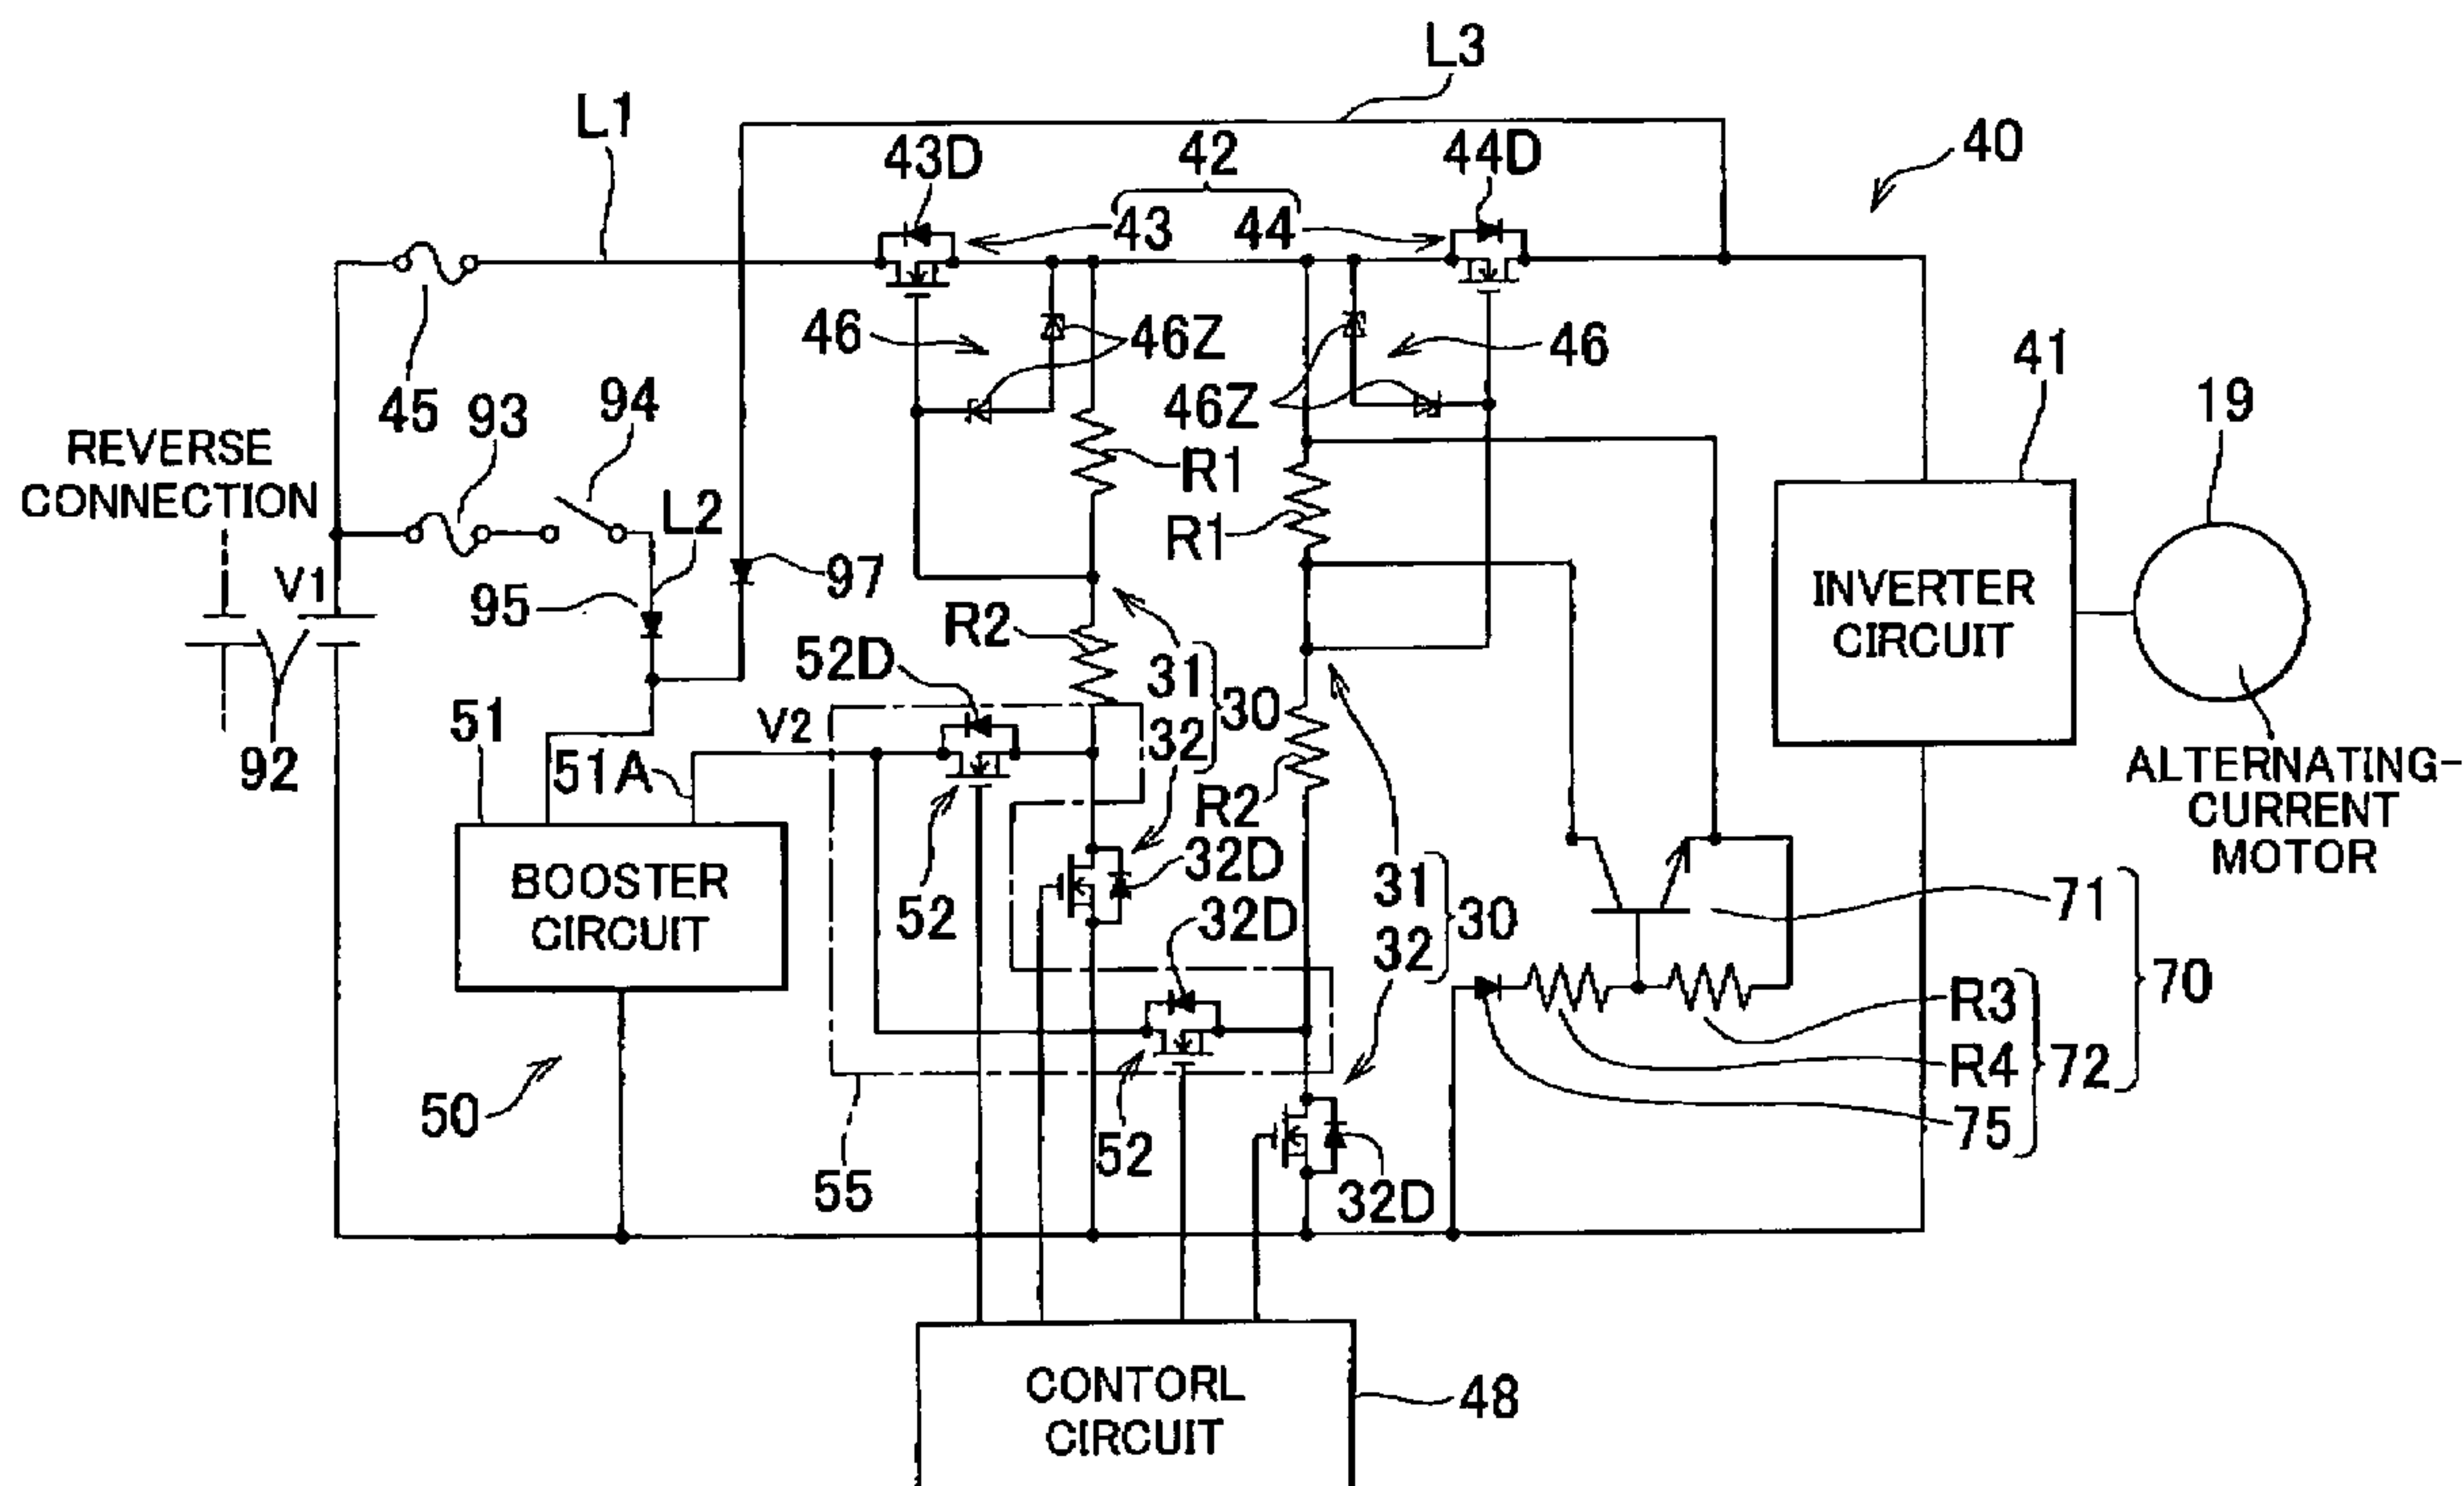 L3
L1
43D
42
44D
40
43
44
46
46Z
46
41
45
93
94
46Z
19
REVERSE
CONNECTION
R1
L2
R1
V1
97
95
INVERTER
CIRCUIT
R2
52D
31
30
32
51
V2
92
51A
R2
ALTERNATING-
CURRENT
MOTOR
BOOSTER
CIRCUIT
32D
52
32D
31
30
32
71
70
R3
R4
72
75
50
52
55
32D
CONTORL
CIRCUIT
48